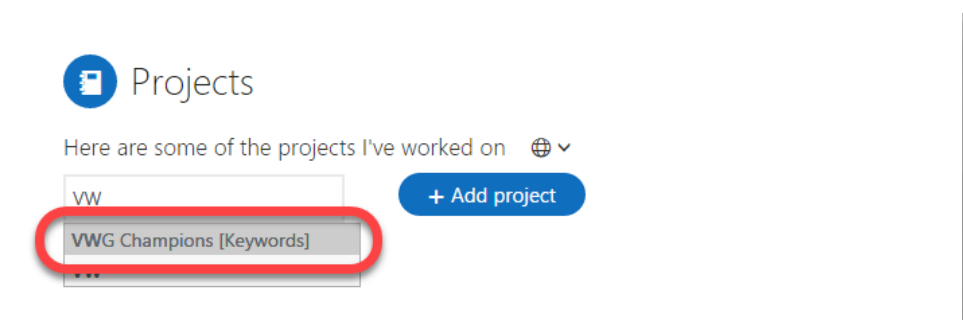 Projects
Here are some of the projects I've worked on
VW
+ Add project
VWG Champions [Keywords]